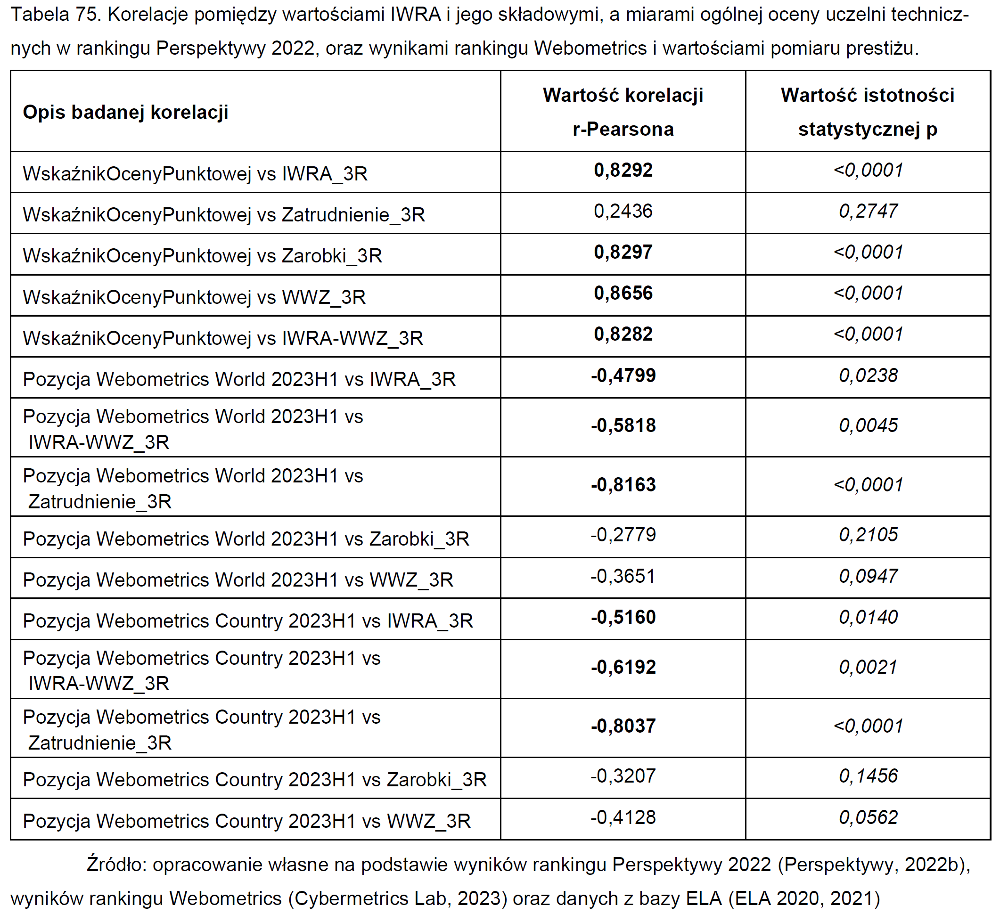 Tabela 75. Korelacje pomiędzy wartościami IWRA i jego składowymi, a miarami ogólnej oceny uczelni technicz-
nych w rankingu Perspektywy 2022, oraz wynikami rankingu Webometrics i wartościami pomiaru prestiżu.
Opis badanej korelacji
Wartość korelacji
r-Pearsona
Wartość istotności
statystycznej p
WskaźnikOcenyPunktowej vs IWRA_3R 0,8292 <0,0001
WskaźnikOcenyPunktowej vs Zatrudnienie_3R 0,2436 0,2747
WskaźnikOcenyPunktowej vs Zarobki_3R 0,8297 <0,0001
WskaźnikOcenyPunktowej vs WWZ_3R 0,8656 <0,0001
WskaźnikOcenyPunktowej vs IWRA-WWZ_3R 0,8282 <0,0001
Pozycja Webometrics World 2023H1 vs IWRA_3R -0,4799 0,0238
Pozycja Webometrics World 2023H1 vs
IWRA-WWZ_3R
-0,5818 0,0045
Pozycja Webometrics World 2023H1 vs
Zatrudnienie_3R
-0,8163 <0,0001
Pozycja Webometrics World 2023H1 vs Zarobki_3R -0,2779 0,2105
Pozycja Webometrics World 2023H1 vs WWZ_3R -0,3651 0,0947
Pozycja Webometrics Country 2023H1 vs IWRA_3R -0,5160 0,0140
Pozycja Webometrics Country 2023H1 vs
IWRA-WWZ_3R
-0,6192 0,0021
Pozycja Webometrics Country 2023H1 vs
Zatrudnienie_3R
-0,8037 <0,0001
Pozycja Webometrics Country 2023H1 vs Zarobki_3R -0,3207 0,1456
Pozycja Webometrics Country 2023H1 vs WWZ_3R -0,4128 0,0562
Źródło: opracowanie własne na podstawie wyników rankingu Perspektywy 2022 (Perspektywy, 2022b),
wyników rankingu Webometrics (Cybermetrics Lab, 2023) oraz danych z bazy ELA (ELA 2020, 2021)